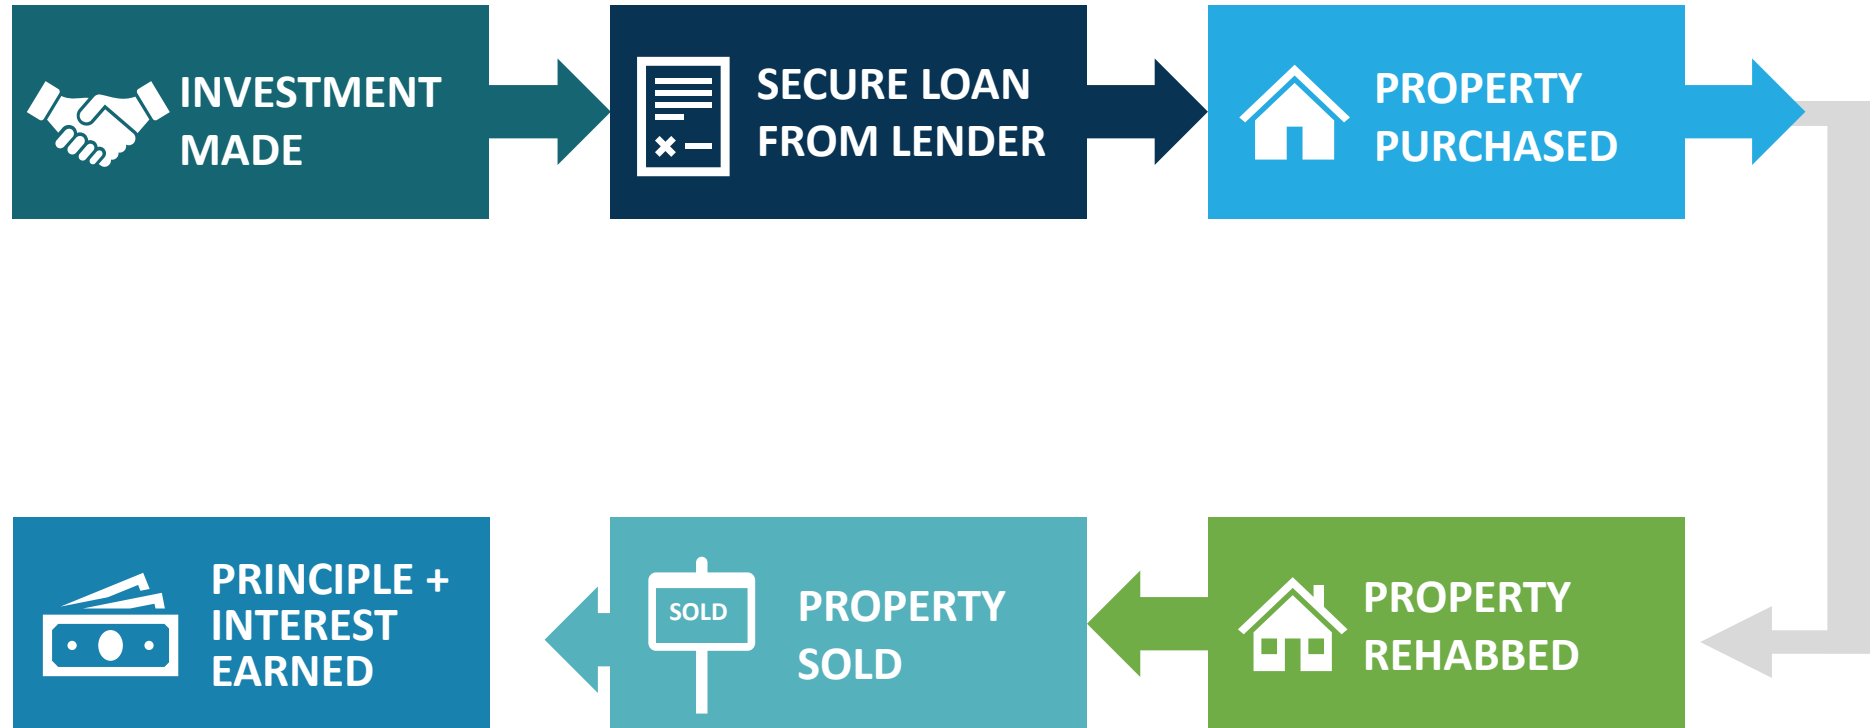 INVESTMENT
MADE
SECURE LOAN
FROM LENDER
PROPERTY
PURCHASED
PROPERTY
REHABBED
SOLD
PROPERTY
SOLD
PRINCIPLE +
INTEREST
EARNED